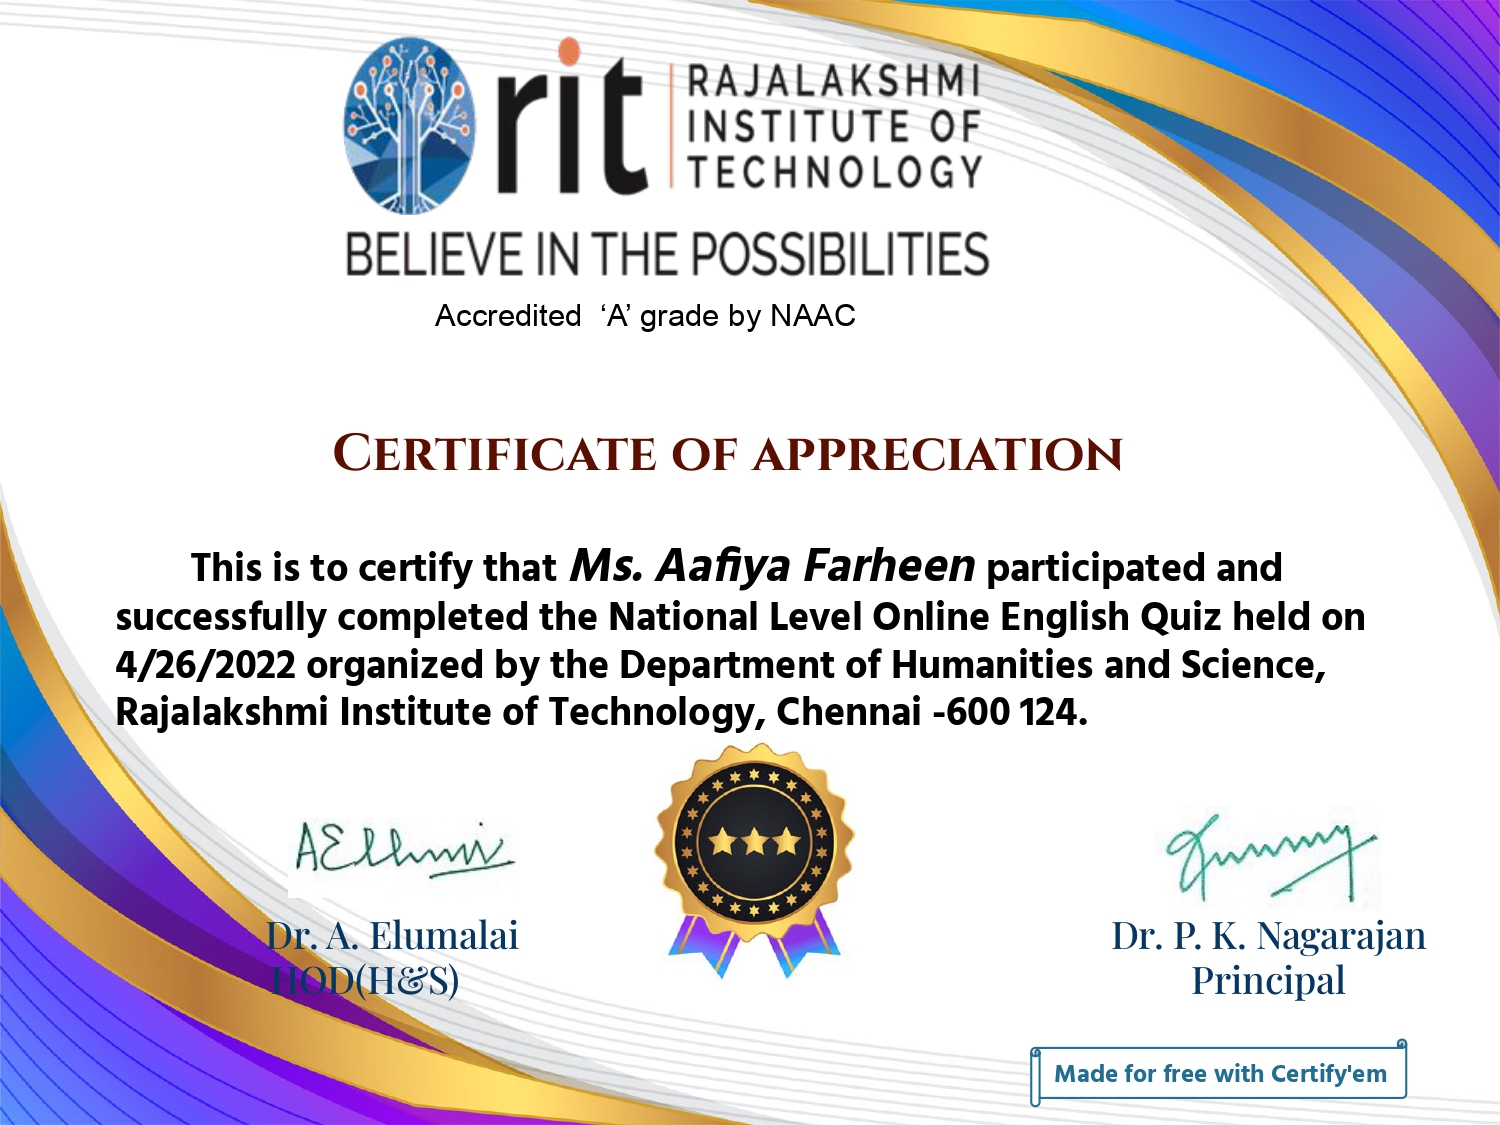 rit
RAJALAKSHMI
INSTITUTE OF
TECHNOLOGY
BELIEVE IN THE POSSIBILITIES
Accredited ‘A’ grade by NAAC
CERTIFICATE OF APPRECIATION
This is to certify that Ms. Aafiya Farheen participated and
successfully completed the National Level Online English Quiz held on
4/26/2022 organized by the Department of Humanities and Science,
Rajalakshmi Institute of Technology, Chennai -600 124.
Dr. A. Elumalai
HOD(H&S)
Dr. P. K. Nagarajan
Principal
Made for free with Certify'em